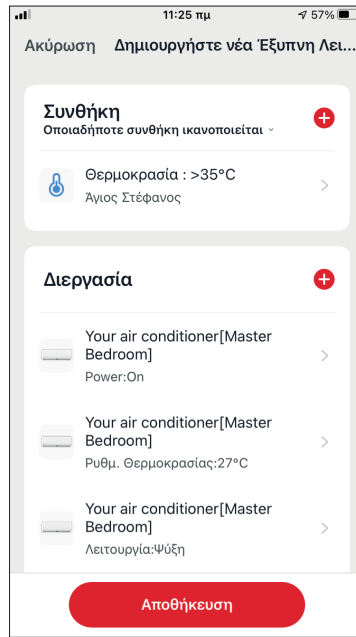 11:25 πμ
57%
Ακύρωση Δημιουργήστε νέα Έξυπνη Λει...
Συνθήκη
Οποιαδήποτε συνθήκη ικανοποιείται
Θερμοκρασία : >35°C
Άγιος Στέφανος
Διεργασία
Your air conditioner[Master
Bedroom]
Power:On
Your air conditioner[Master
Bedroom]
Ρυθμ. Θερμοκρασίας:27°C
Your air conditioner[Master
Bedroom]
Λειτουργία:Ψύξη
Αποθήκευση